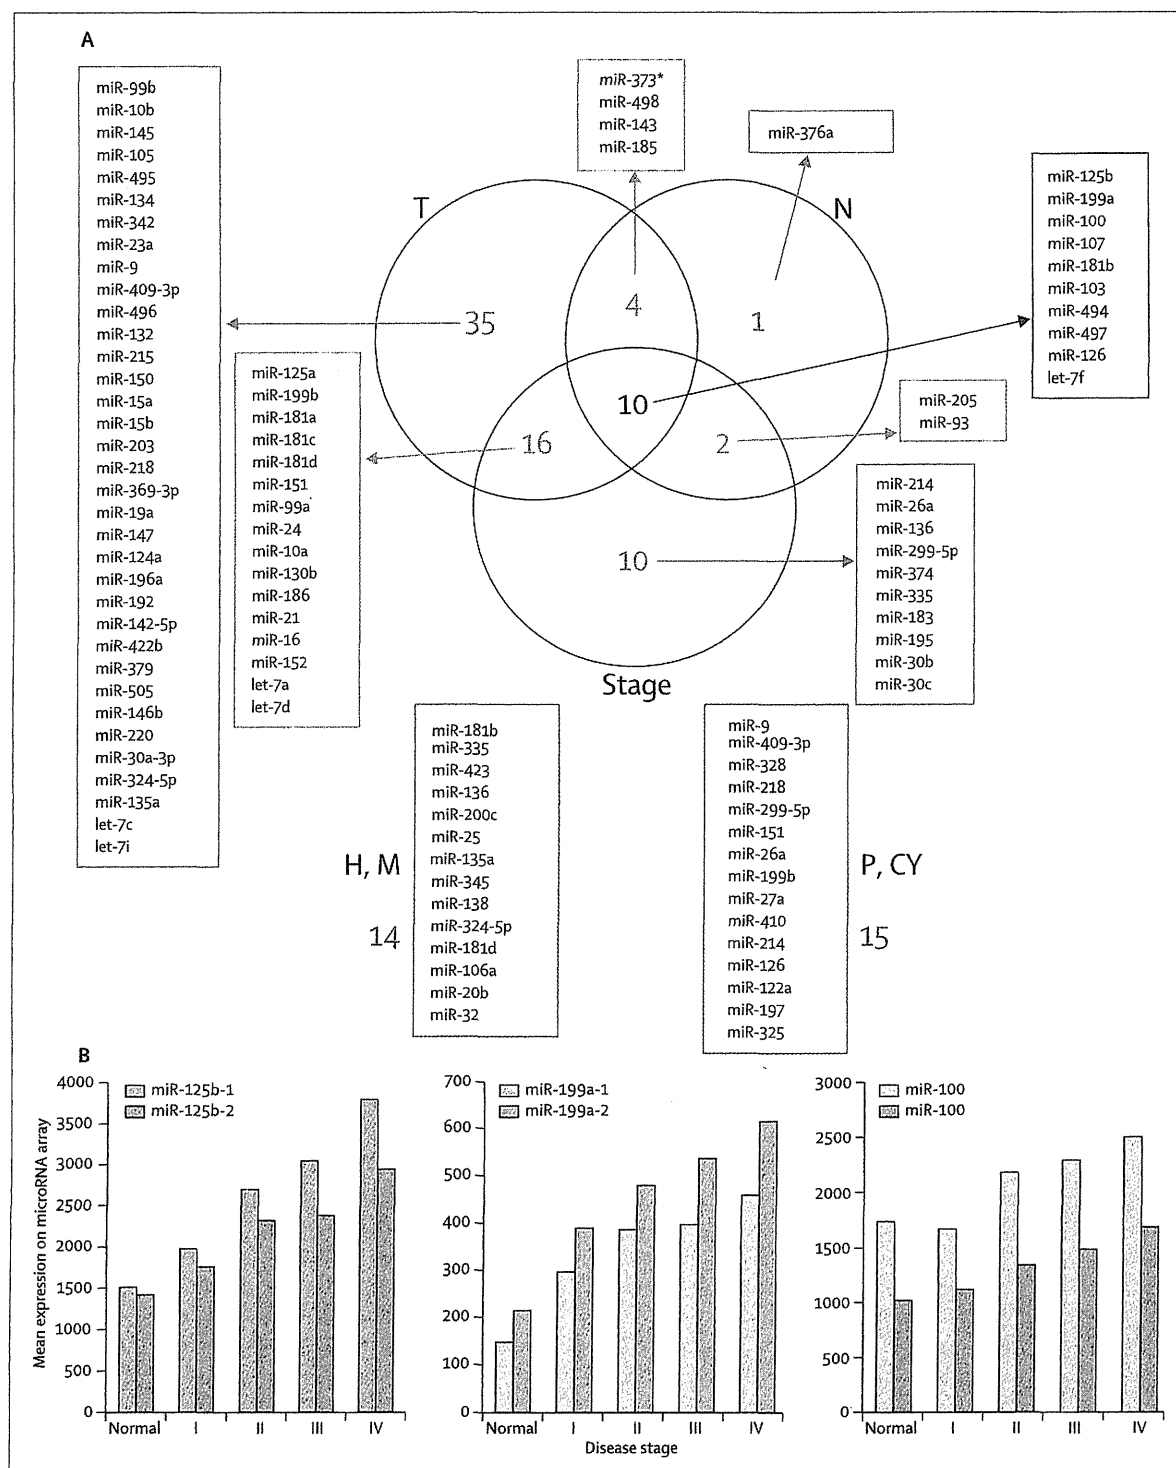 A
miR-99b
miR-10b
miR-145
miR-105
miR-495
miR-134
miR-342
miR-23a
miR-9
miR-409-3p
miR-496
miR-132
miR-215
miR-150
miR-15a
miR-15b
miR-203
miR-218
miR-369-3p
miR-19a
miR-147
miR-124a
miR-196a
miR-192
miR-142-5p
miR-422b
miR-379
miR-505
miR-146b
miR-220
miR-30a-3p
miR-324-5p
miR-135a
let-7c
let-7i
miR-125a
miR-199b
miR-181a
miR-181c
miR-181d
miR-151
miR-99a
miR-24
miR-10a
miR-130b
miR-186
miR-21
miR-16
miR-152
let-7a
let-7d
miR-373*
miR-498
miR-143
miR-185
miR-376a
miR-125b
miR-199a
miR-100
miR-107
miR-181b
miR-103
miR-494
miR-497
miR-126
let-7f
miR-205
miR-93
miR-214
miR-26a
miR-136
miR-299-5p
miR-374
miR-335
miR-183
miR-195
miR-30b
miR-30c
T
N
35
4
1
10
16
2
10
Stage
H, M
14
miR-181b
miR-335
miR-423
miR-136
miR-200c
miR-25
miR-135a
miR-345
miR-138
miR-324-5p
miR-181d
miR-106a
miR-20b
miR-32
miR-9
miR-409-3p
miR-328
miR-218
miR-299-5p
miR-151
miR-26a
miR-199b
miR-27a
miR-410
miR-214
miR-126
miR-122a
miR-197
miR-325
P, CY
15
B
Mean expression on microRNA array
4000
3500
3000
2500
2000
1500
1000
500
0
miR-125b-1
miR-125b-2
Normal I II III IV
700
600
500
400
300
200
100
0
miR-199a-1
miR-199a-2
Normal I II III IV
Disease stage
3000
2500
2000
1500
1000
500
0
miR-100
miR-100
Normal I II III IV